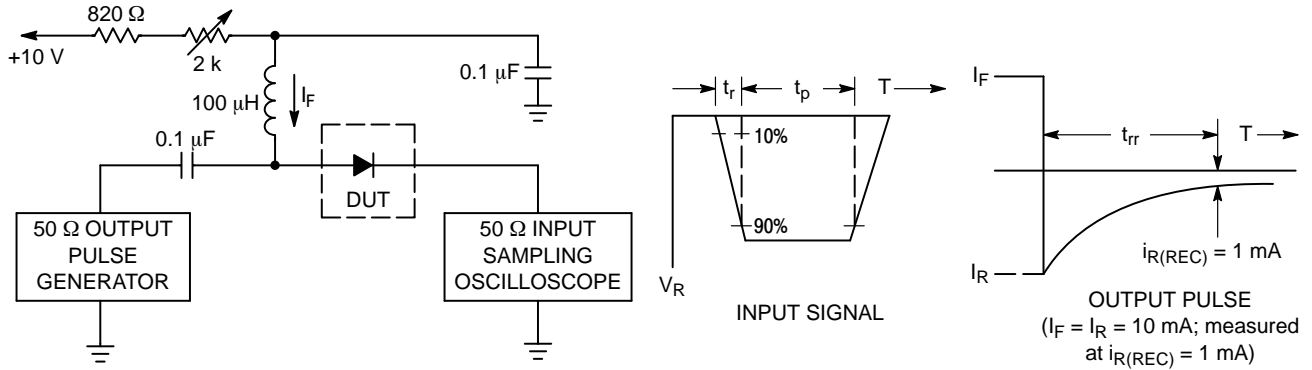 820 Ω
+10 V
2 k
100 μH
I_F
0.1 μF
0.1 μF
DUT
50 Ω OUTPUT
PULSE
GENERATOR
50 Ω INPUT
SAMPLING
OSCILLOSCOPE
t_r
t_p
T
10%
90%
V_R
INPUT SIGNAL
I_F
t_rr
T
I_R
i_R(REC) = 1 mA
OUTPUT PULSE
(I_F = I_R = 10 mA; measured
at i_R(REC) = 1 mA)